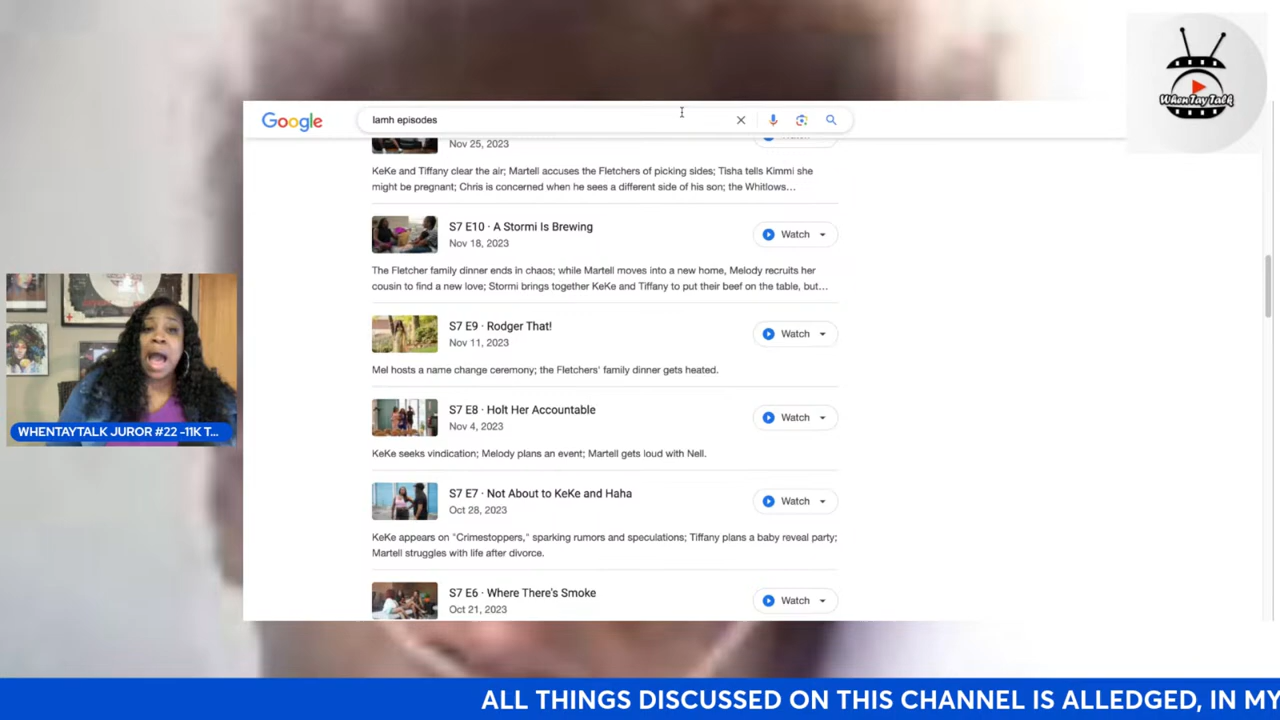 WhenTayTalk
Google
lamh episodes
Nov 25, 2023
KeKe and Tiffany clear the air; Martell accuses the Fletchers of picking sides; Tisha tells Kimmi she
might be pregnant; Chris is concerned when he sees a different side of his son; the Whitlows...
S7 E10 · A Stormi Is Brewing
Nov 18, 2023
Watch
The Fletcher family dinner ends in chaos; while Martell moves into a new home, Melody recruits her
cousin to find a new love; Stormi brings together KeKe and Tiffany to put their beef on the table, but...
S7 E9 · Rodger That!
Nov 11, 2023
Watch
Mel hosts a name change ceremony; the Fletchers' family dinner gets heated.
S7 E8 · Holt Her Accountable
Nov 4, 2023
Watch
KeKe seeks vindication; Melody plans an event; Martell gets loud with Nell.
S7 E7 · Not About to KeKe and Haha
Oct 28, 2023
Watch
KeKe appears on "Crimestoppers," sparking rumors and speculations; Tiffany plans a baby reveal party;
Martell struggles with life after divorce.
S7 E6 · Where There's Smoke
Oct 21, 2023
Watch
WHENTAYTALK JUROR #22 -11K T...
ALL THINGS DISCUSSED ON THIS CHANNEL IS ALLEDGED, IN MY